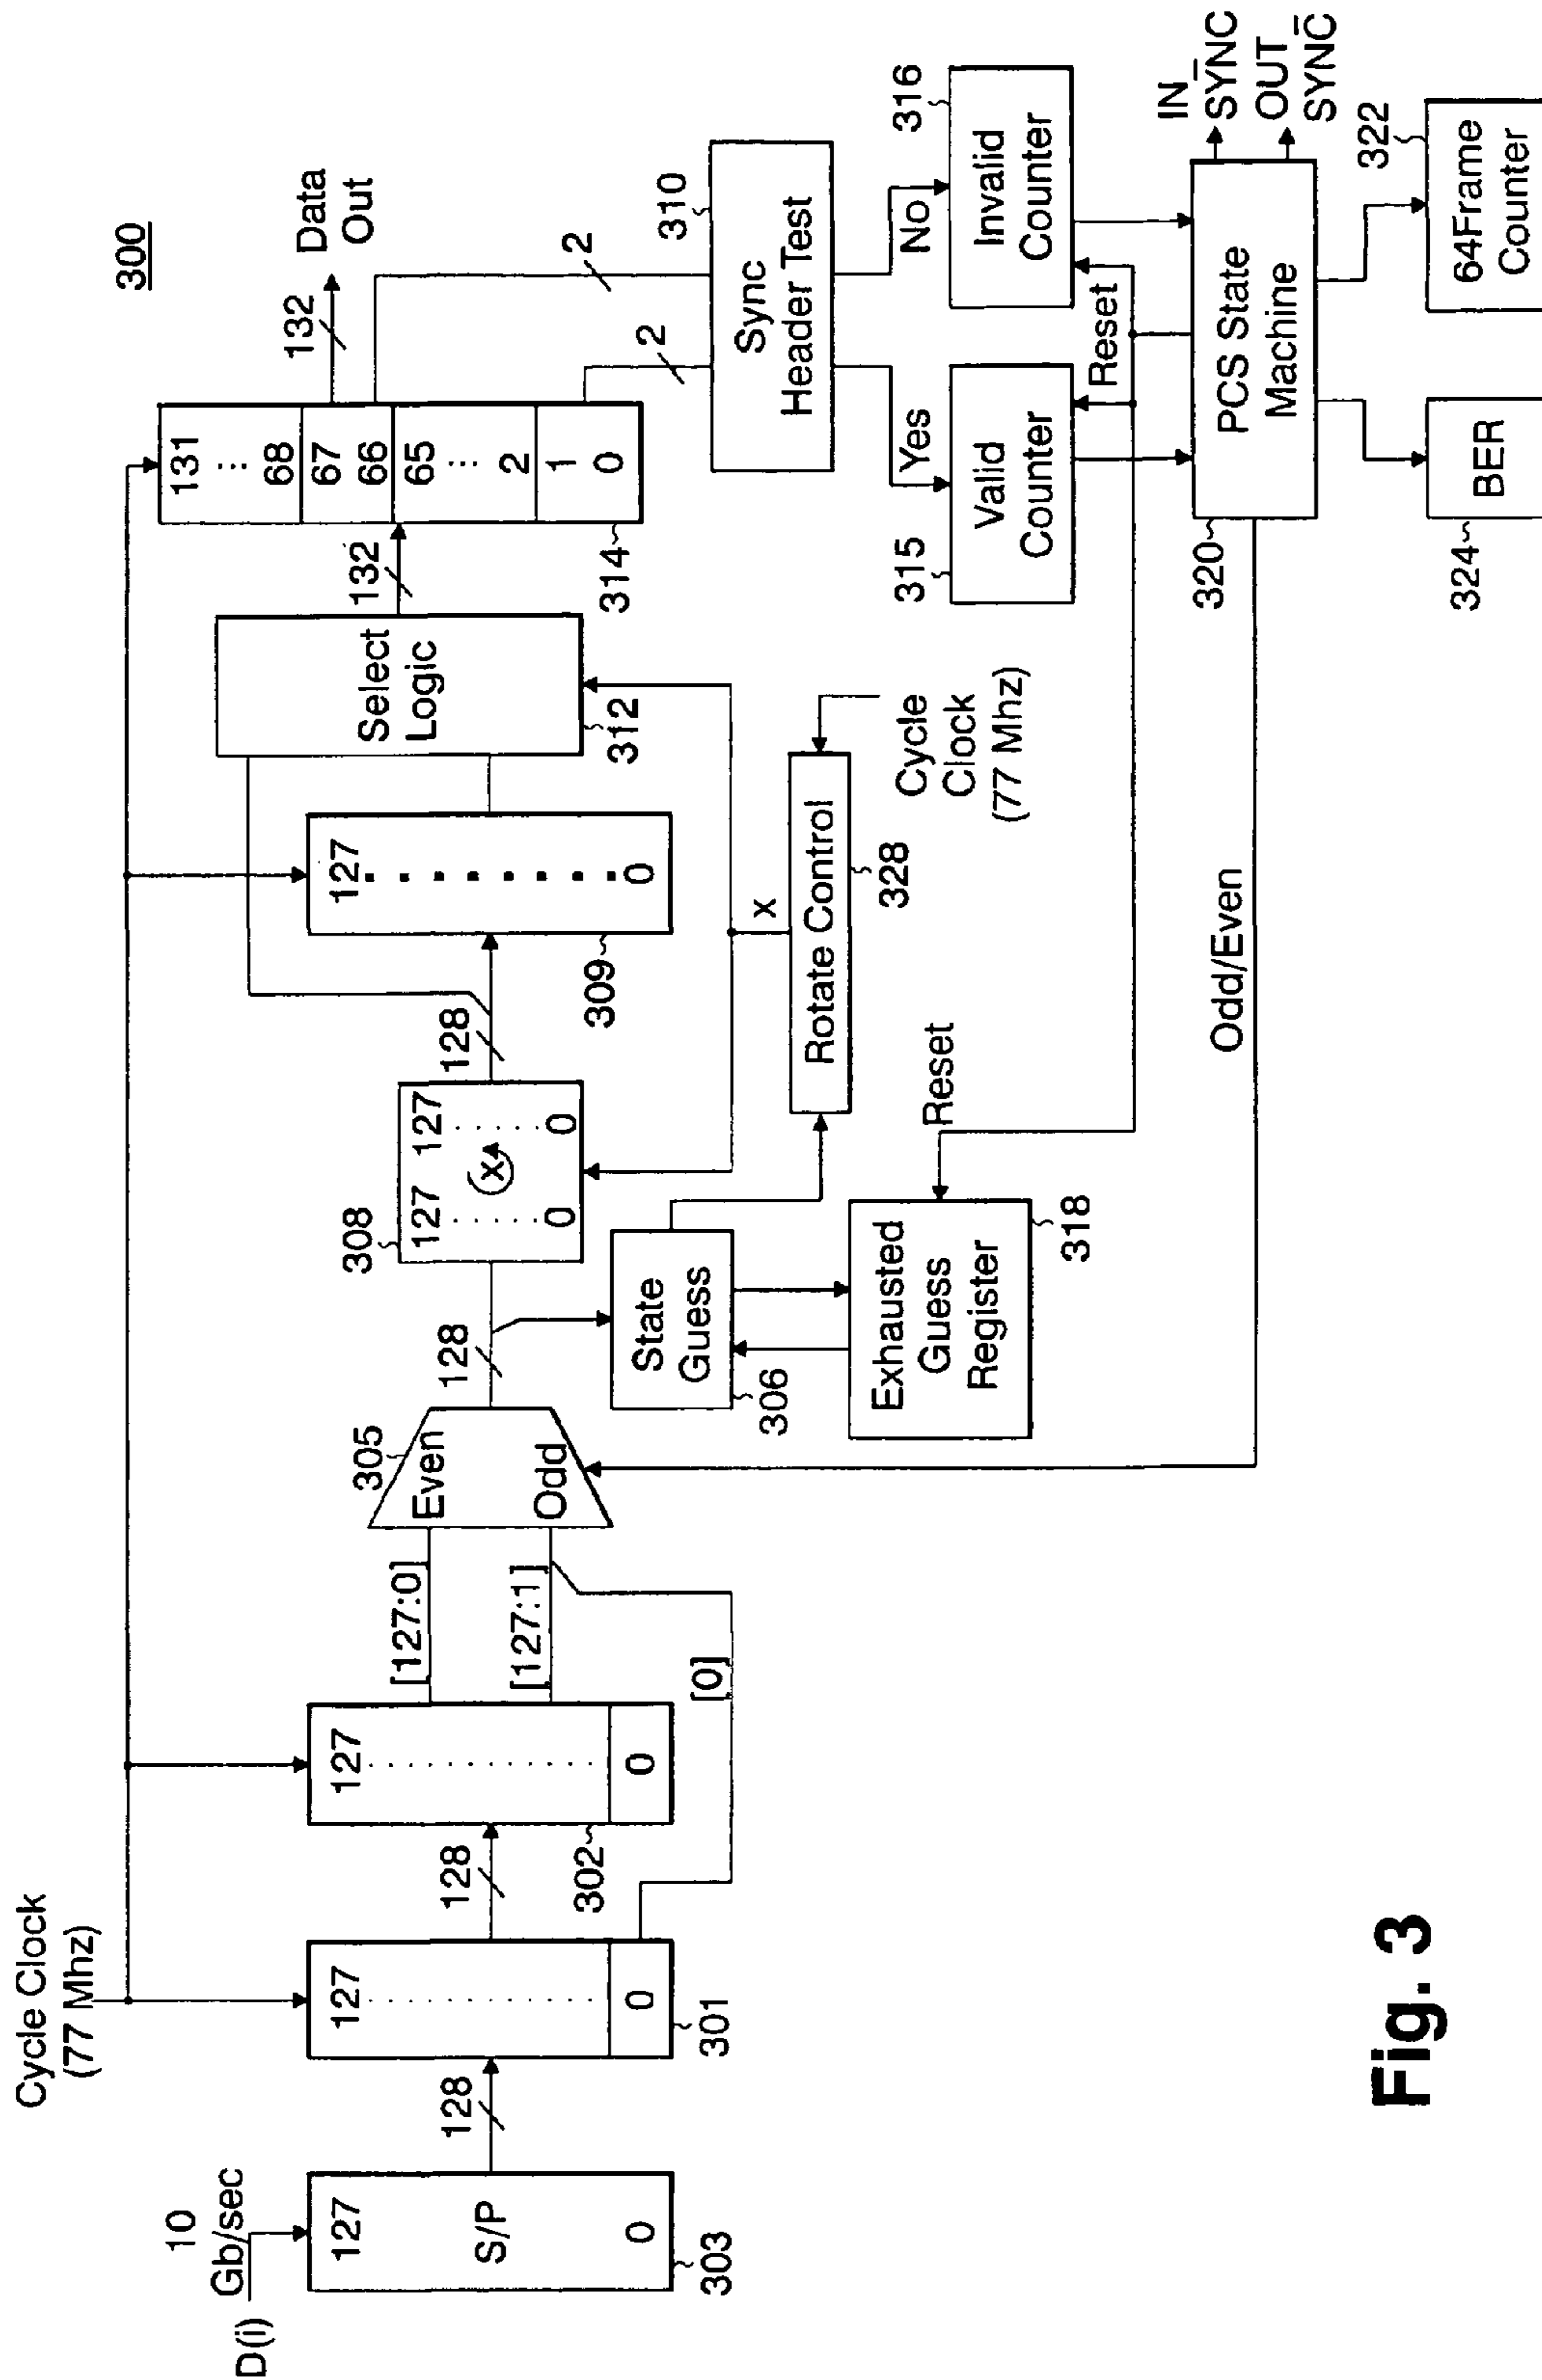 300
Cycle Clock
(77 Mhz)
D(i)
10
Gb/sec
127
S/P
0
303
128
127
0
301
128
127
0
302
[127:0]
[127:1]
[0]
305
Even
Odd
128
308
127 127
x
0 0
128
127
0
309
Select
Logic
312
132
131
68
67
66
65
2
1
0
314
132
Data
Out
2
2
State
Guess
306
Exhausted
Guess
Register
318
Reset
x
Rotate Control
328
Cycle
Clock
(77 Mhz)
Sync
Header Test
310
Yes
No
Valid
Counter
315
Invalid
Counter
316
Reset
PCS State
Machine
320
IN_
SYNC
OUT_
SYNC
Odd/Even
BER
324
64Frame
Counter
322
Fig. 3